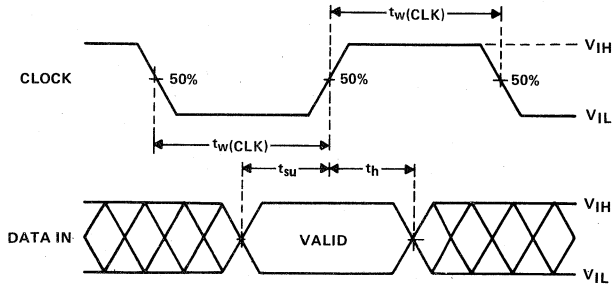 tw(CLK)
VIH
CLOCK 50% 50% 50%
VIL
tw(CLK)
tsu th
VIH
DATA IN VALID
VIL